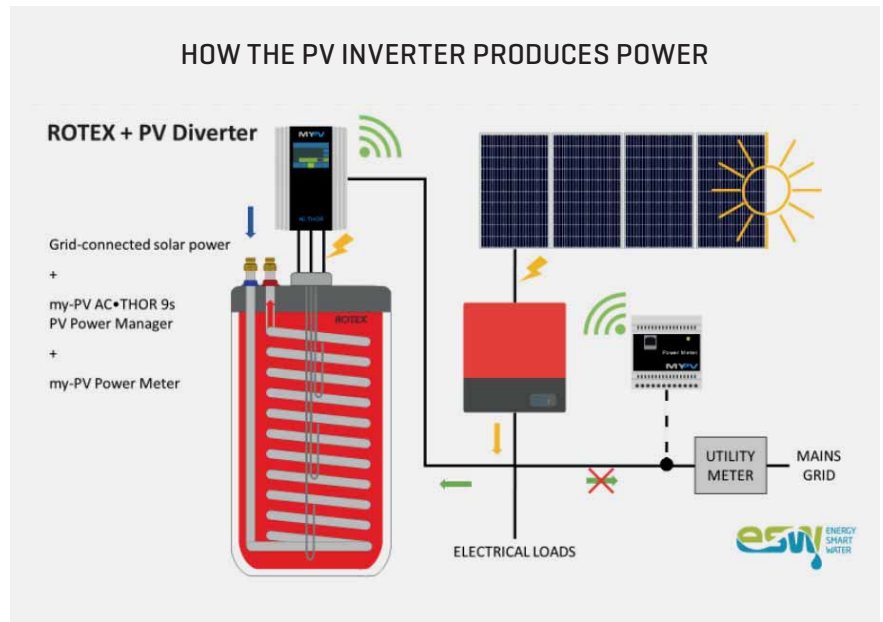 HOW THE PV INVERTER PRODUCES POWER
ROTEX + PV Diverter
MYPV
AC THOR
Grid-connected solar power
+
my-PV AC•THOR 9s
PV Power Manager
+
my-PV Power Meter
ROTEX
Power Meter
MYPV
UTILITY
METER
MAINS
GRID
ELECTRICAL LOADS
esw
ENERGY
SMART
WATER